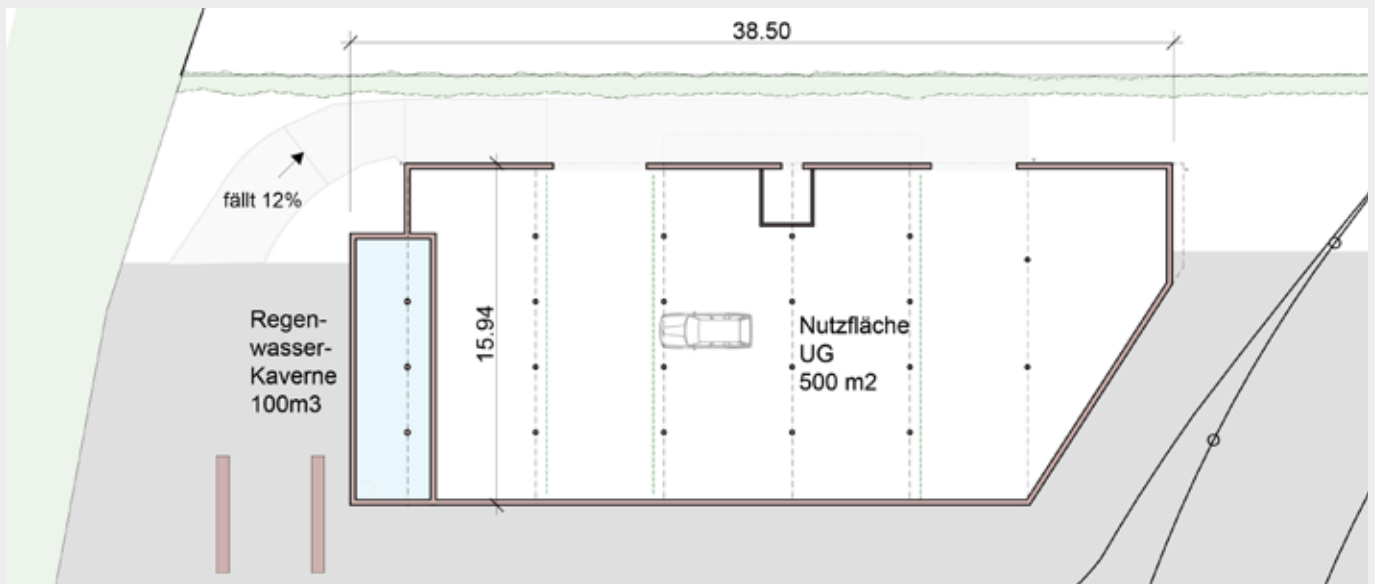 38.50
fällt 12%
Regen-
wasser-
Kaverne
100m3
15.94
Nutzfläche
UG
500 m2